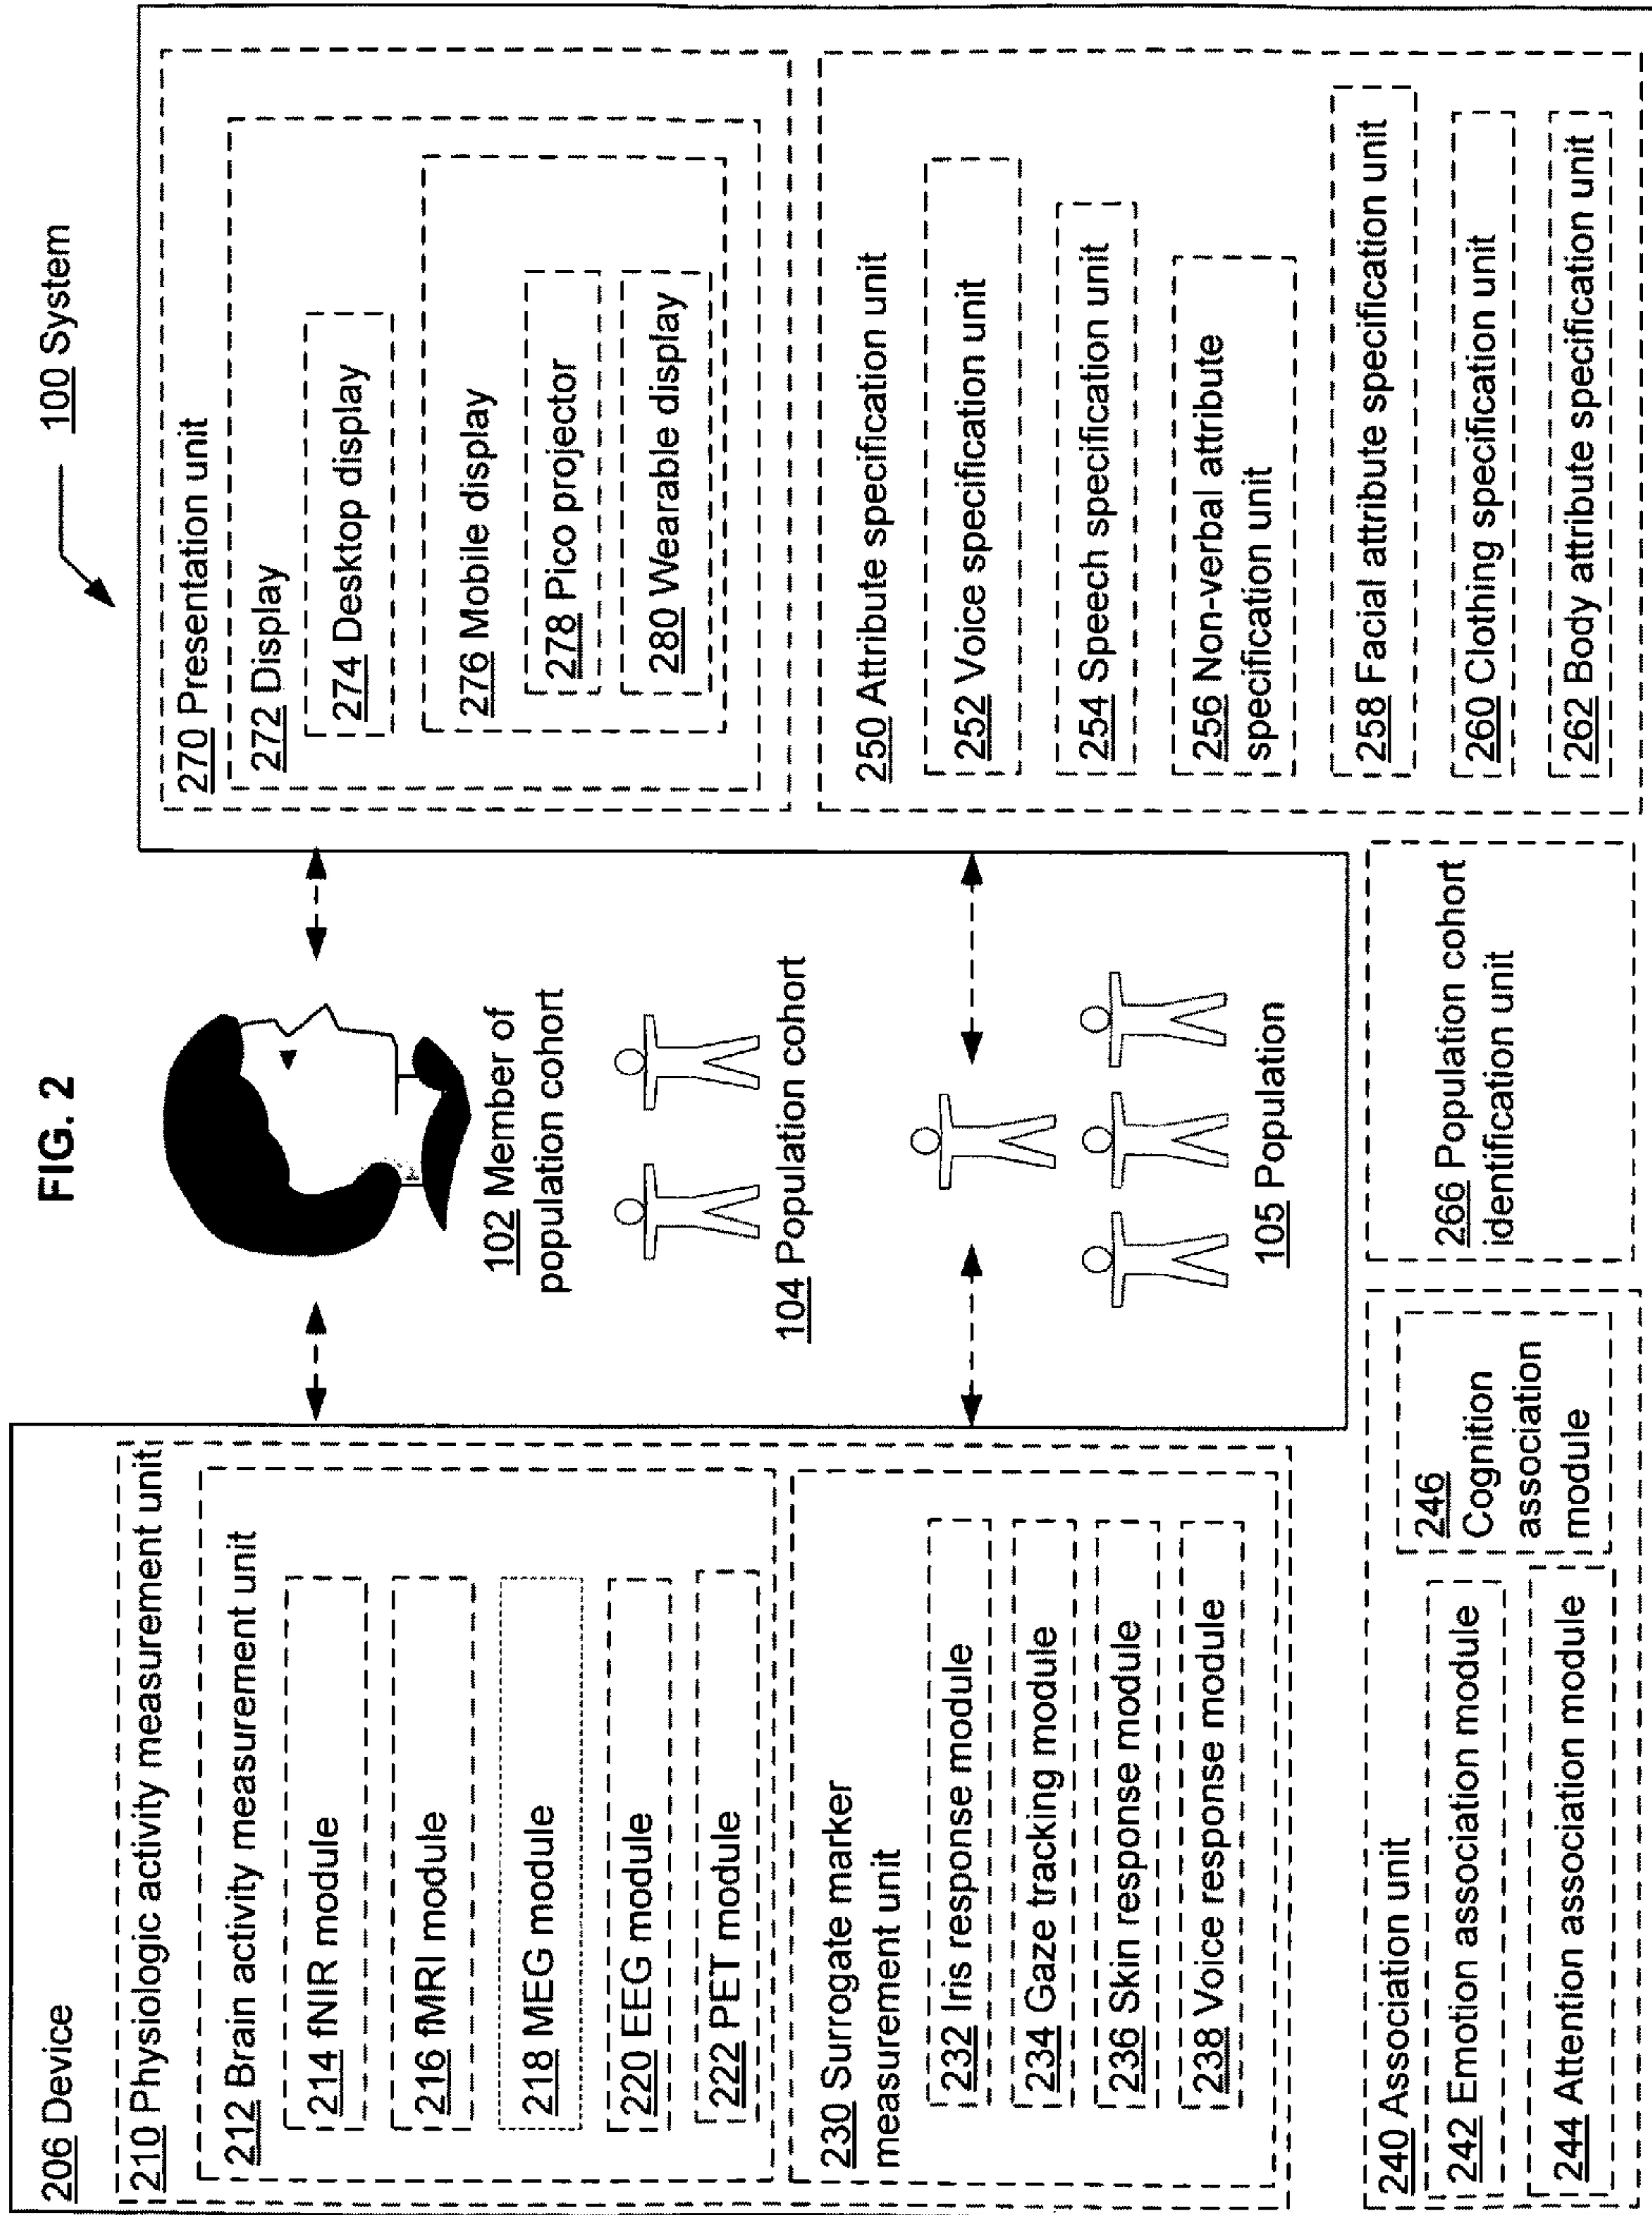 FIG. 2
100 System
206 Device
210 Physiologic activity measurement unit
212 Brain activity measurement unit
214 fNIR module
216 fMRI module
218 MEG module
220 EEG module
222 PET module
230 Surrogate marker
measurement unit
232 Iris response module
234 Gaze tracking module
236 Skin response module
238 Voice response module
240 Association unit
242 Emotion association module
244 Attention association module
246
Cognition
association
module
102 Member of
population cohort
104 Population cohort
105 Population
266 Population cohort
identification unit
270 Presentation unit
272 Display
274 Desktop display
276 Mobile display
278 Pico projector
280 Wearable display
250 Attribute specification unit
252 Voice specification unit
254 Speech specification unit
256 Non-verbal attribute
specification unit
258 Facial attribute specification unit
260 Clothing specification unit
262 Body attribute specification unit